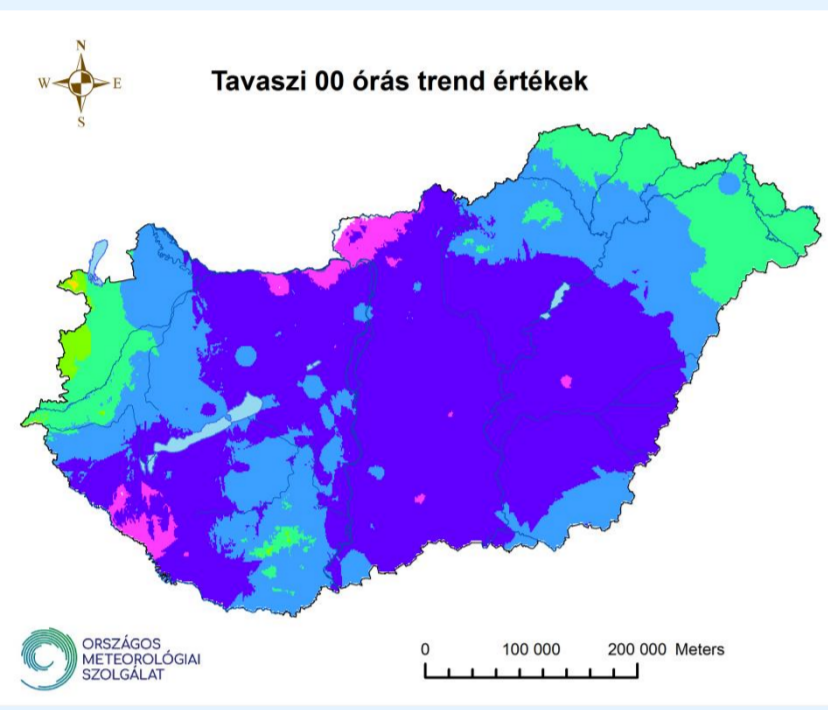 N
W E
S
Tavaszi 00 órás trend értékek
ORSZÁGOS
METEOROLÓGIAI
SZOLGÁLAT
0 100 000 200 000 Meters